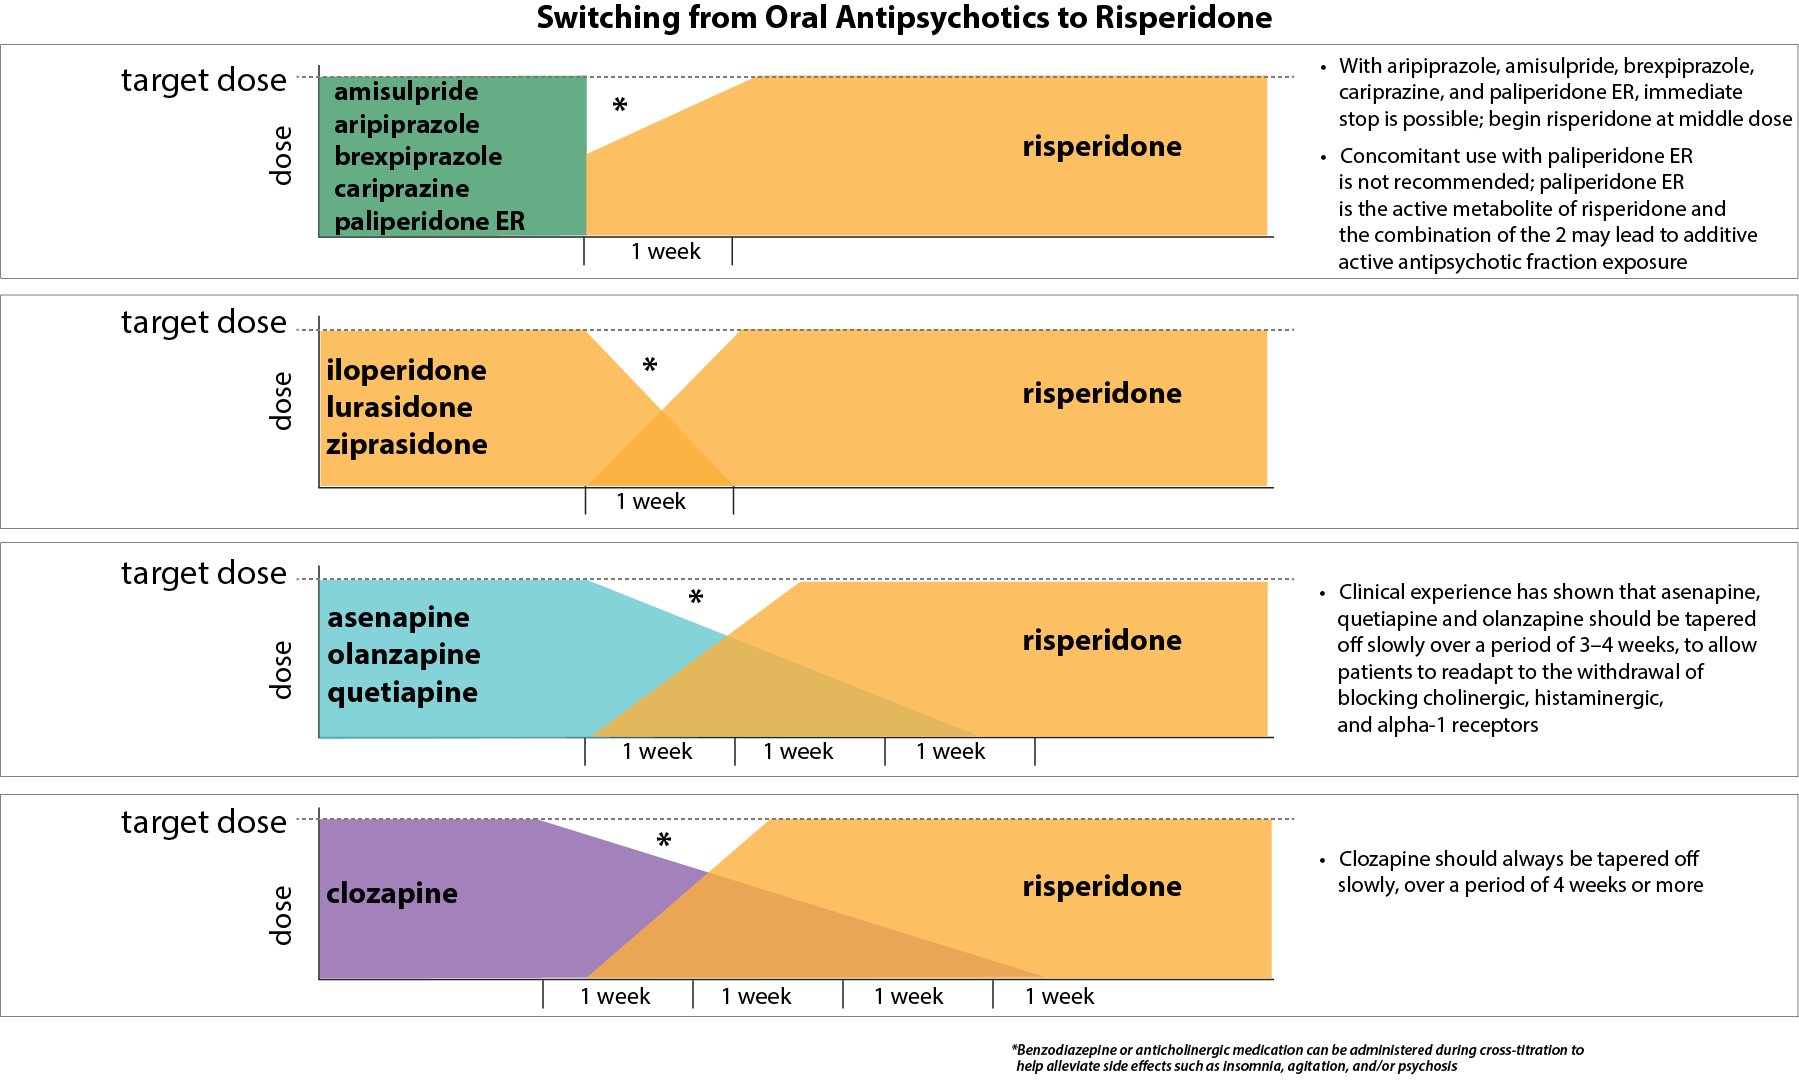 Switching from Oral Antipsychotics to Risperidone
target dose
dose
amisulpride
aripiprazole
brexpiprazole
cariprazine
paliperidone ER
*
risperidone
1 week
• With aripiprazole, amisulpride, brexpiprazole,
cariprazine, and paliperidone ER, immediate
stop is possible; begin risperidone at middle dose
• Concomitant use with paliperidone ER
is not recommended; paliperidone ER
is the active metabolite of risperidone and
the combination of the 2 may lead to additive
active antipsychotic fraction exposure
target dose
dose
iloperidone
lurasidone
ziprasidone
*
risperidone
1 week
target dose
dose
asenapine
olanzapine
quetiapine
*
risperidone
1 week 1 week 1 week
• Clinical experience has shown that asenapine,
quetiapine and olanzapine should be tapered
off slowly over a period of 3–4 weeks, to allow
patients to readapt to the withdrawal of
blocking cholinergic, histaminergic,
and alpha-1 receptors
target dose
dose
clozapine
*
risperidone
1 week 1 week 1 week 1 week
• Clozapine should always be tapered off
slowly, over a period of 4 weeks or more
*Benzodiazepine or anticholinergic medication can be administered during cross-titration to
help alleviate side effects such as insomnia, agitation, and/or psychosis